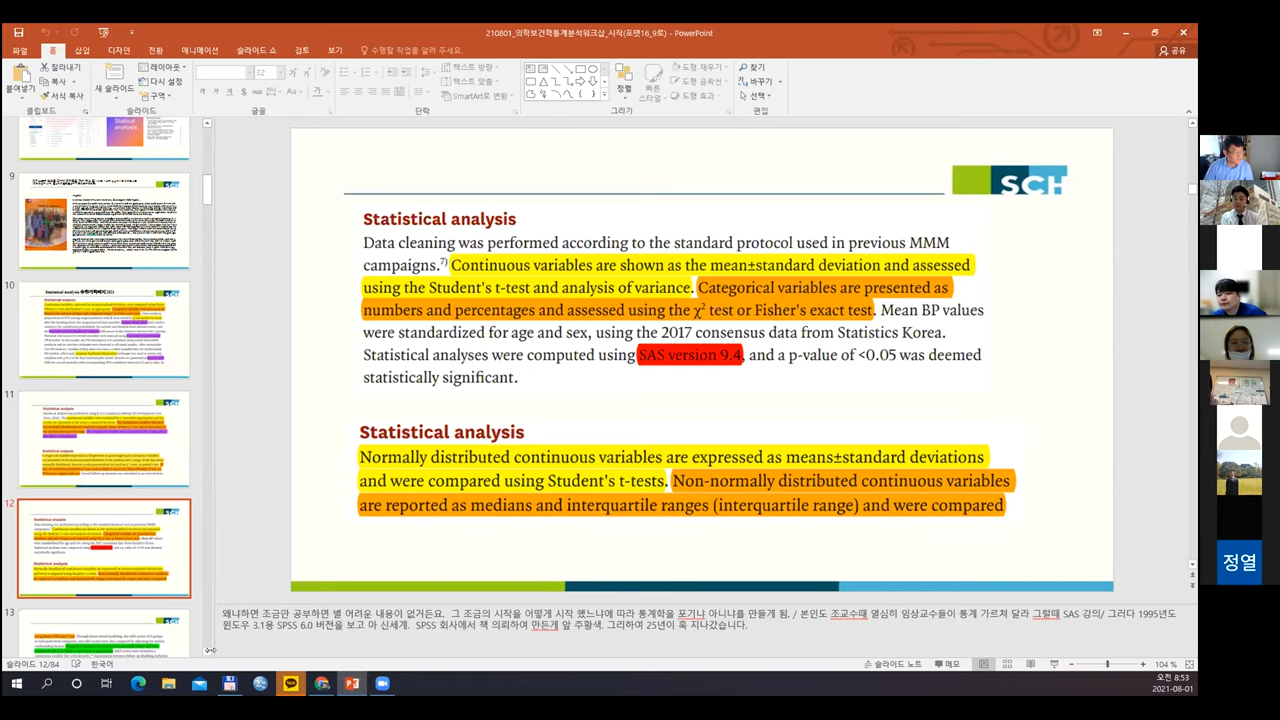 210801_의학보건학통계분석워크샵_시작(포맷16_9로) - PowerPoint
파일 홈 삽입 디자인 전환 애니메이션 슬라이드 쇼 검토 보기 수행할 작업을 알려 주세요. 공유
잘라내기
복사
서식 복사
붙여넣기
클립보드
새 슬라이드
레이아웃
다시 설정
구역
슬라이드
32
글꼴
텍스트 방향
텍스트 맞춤
SmartArt로 변환
단락
정렬
빠른 스타일
도형 채우기
도형 윤곽선
도형 효과
그리기
찾기
바꾸기
선택
편집
9
10
11
12
13
SCH
Statistical analysis
Data cleaning was performed according to the standard protocol used in previous MMM
campaigns.7) Continuous variables are shown as the mean±standard deviation and assessed
using the Student's t-test and analysis of variance. Categorical variables are presented as
numbers and percentages and assessed using the χ2 test or Fisher's exact test. Mean BP values
were standardized for age and sex using the 2017 consensus data from Statistics Korea.
Statistical analyses were computed using SAS version 9.4, and a p-value of <0.05 was deemed
statistically significant.
Statistical analysis
Normally distributed continuous variables are expressed as means±standard deviations
and were compared using Student's t-tests. Non-normally distributed continuous variables
are reported as medians and interquartile ranges (interquartile range) and were compared
왜냐하면 조금만 공부하면 별 어려운 내용이 없거든요. 그 조금의 시작을 어떻게 시작 했느냐에 따라 통계학을 포기냐 아니냐를 만들게 됨. / 본인도 조교수때 열심히 임상교수들이 통계 가르쳐 달라 그럴때 SAS 강의/ 그러다 1995년도
윈도우 3.1용 SPSS 6.0 버전을 보고 아 신세계. SPSS 회사에서 책 의뢰하여 만든게 앞 주황색. 그리하여 25년이 훅 지나갔습니다.
슬라이드 12/84 한국어 슬라이드 노트 메모 104 %
오전 8:53
2021-08-01
정열